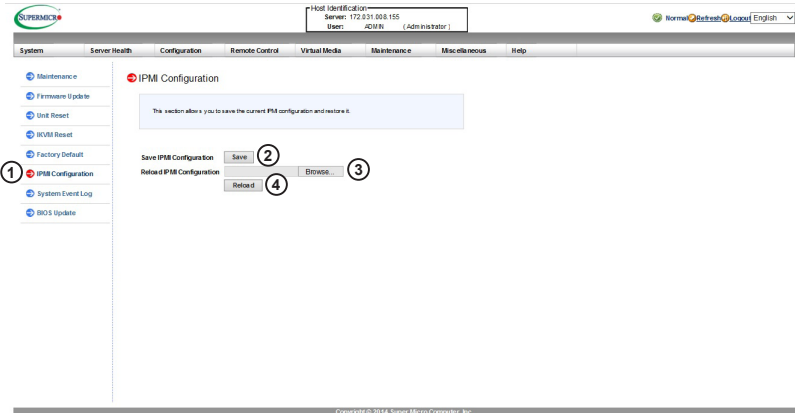 SUPERMICR
Host Identification
Server: 172.031.008.155
User: ADMIN (Administrator)
Normal Refresh Logout English
System Server Health Configuration Remote Control Virtual Media Maintenance Miscellaneous Help
Maintenance
Firmware Update
Unit Reset
IKVM Reset
Factory Default
1 IPMI Configuration
System Event Log
BIOS Update
IPMI Configuration
This section allows you to save the current IPMI configuration and restore it.
Save IPMI Configuration Save 2
Reload IPMI Configuration Browse... 3
Reload 4
Copyright © 2014 Super Micro Computer, Inc.